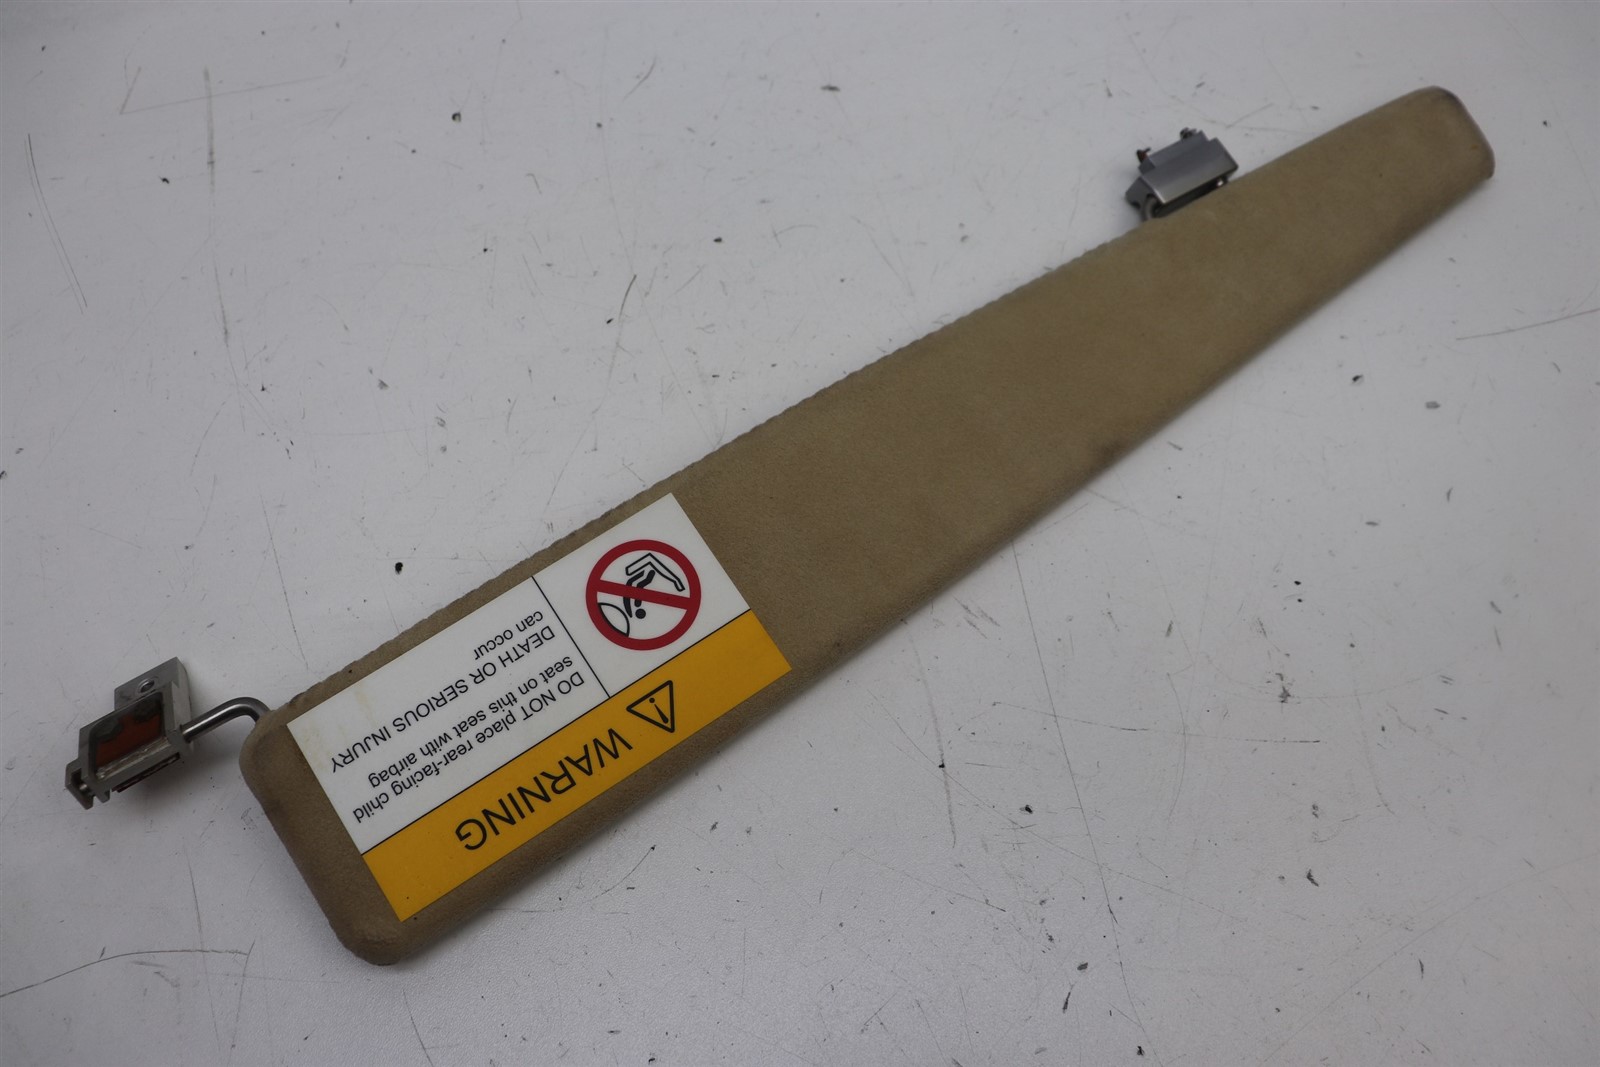 WARNING
DO NOT place rear-facing child
seat on this seat with airbag
DEATH OR SERIOUS INJURY
can occur